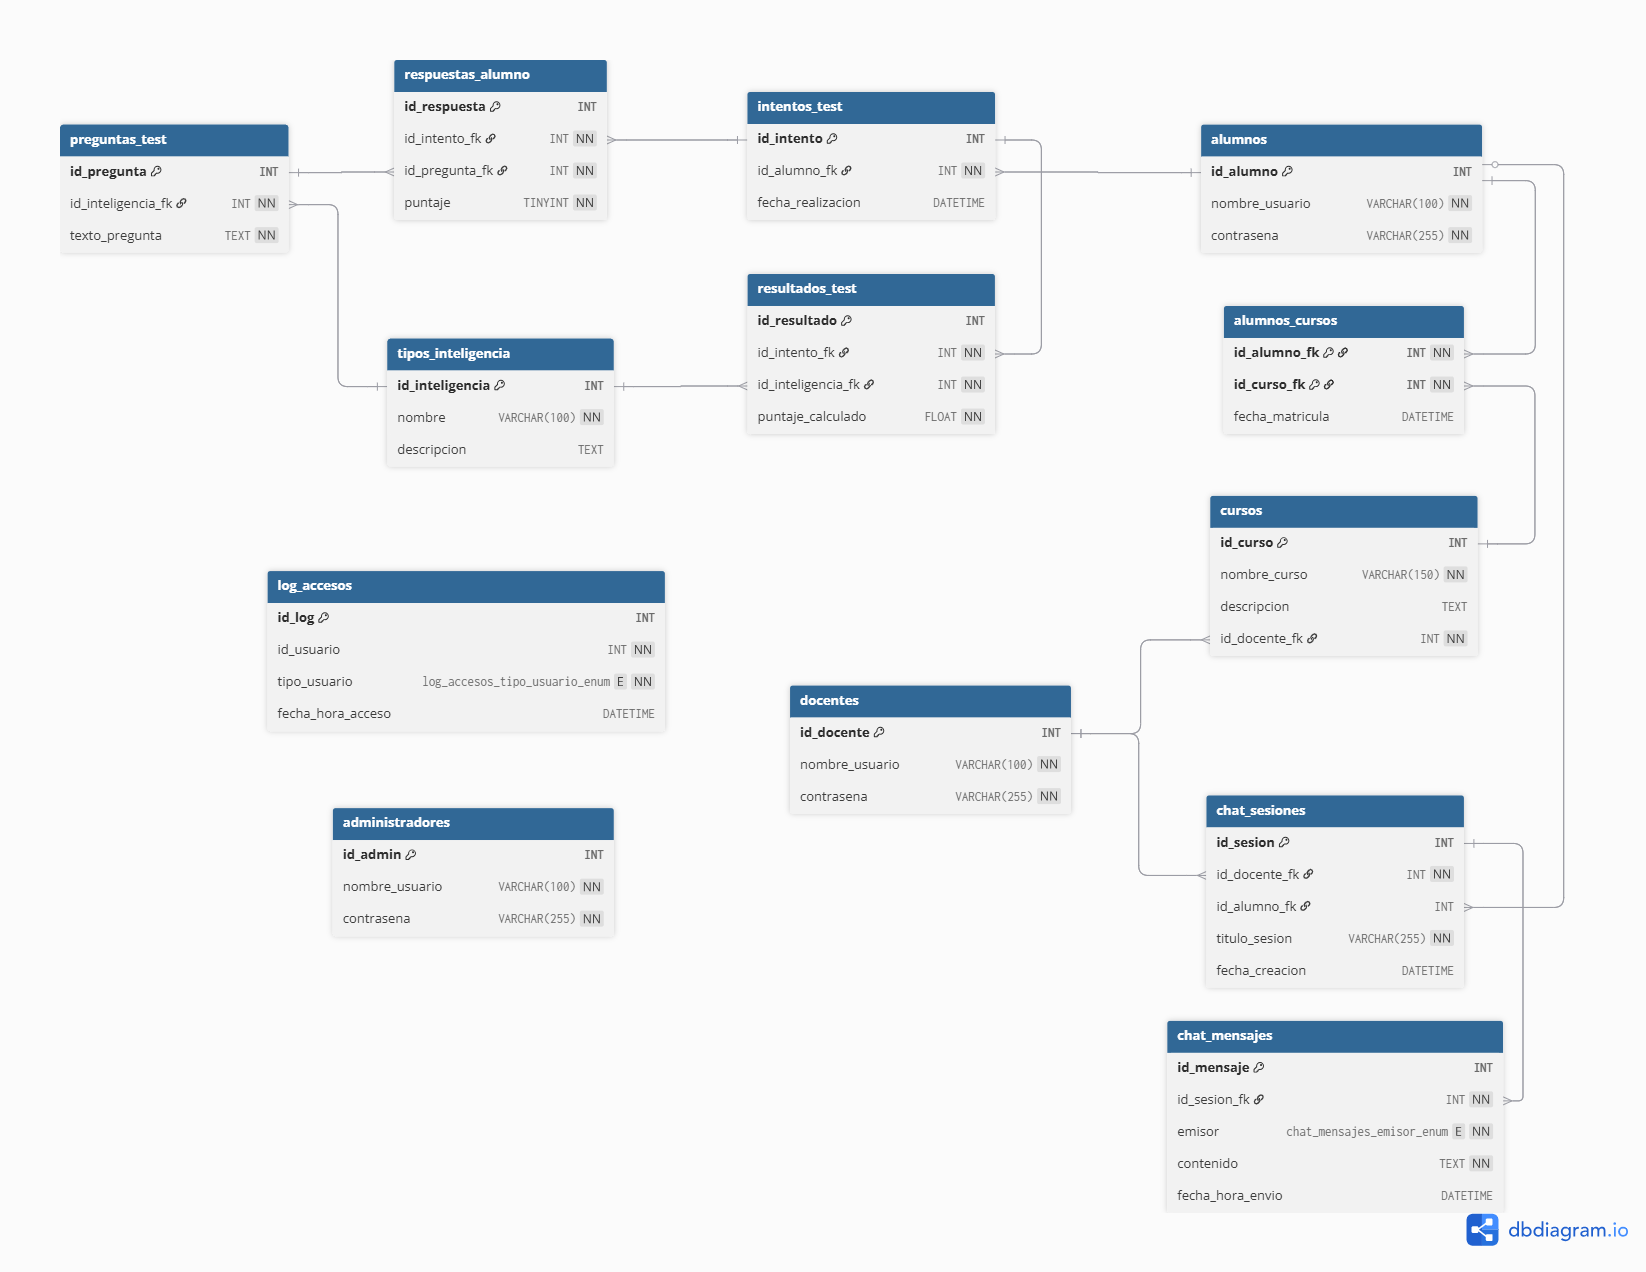 respuestas_alumno
id_respuesta INT
id_intento_fk INT NN
id_pregunta_fk INT NN
puntaje TINYINT NN
intentos_test
id_intento INT
id_alumno_fk INT NN
fecha_realizacion DATETIME
preguntas_test
id_pregunta INT
id_inteligencia_fk INT NN
texto_pregunta TEXT NN
alumnos
id_alumno INT
nombre_usuario VARCHAR(100) NN
contrasena VARCHAR(255) NN
resultados_test
id_resultado INT
id_intento_fk INT NN
id_inteligencia_fk INT NN
puntaje_calculado FLOAT NN
alumnos_cursos
id_alumno_fk INT NN
id_curso_fk INT NN
fecha_matricula DATETIME
tipos_inteligencia
id_inteligencia INT
nombre VARCHAR(100) NN
descripcion TEXT
cursos
id_curso INT
nombre_curso VARCHAR(150) NN
descripcion TEXT
id_docente_fk INT NN
log_accesos
id_log INT
id_usuario INT NN
tipo_usuario log_accesos_tipo_usuario_enum E NN
fecha_hora_acceso DATETIME
docentes
id_docente INT
nombre_usuario VARCHAR(100) NN
contrasena VARCHAR(255) NN
administradores
id_admin INT
nombre_usuario VARCHAR(100) NN
contrasena VARCHAR(255) NN
chat_sesiones
id_sesion INT
id_docente_fk INT NN
id_alumno_fk INT
titulo_sesion VARCHAR(255) NN
fecha_creacion DATETIME
chat_mensajes
id_mensaje INT
id_sesion_fk INT NN
emisor chat_mensajes_emisor_enum E NN
contenido TEXT NN
fecha_hora_envio DATETIME
dbdiagram.io